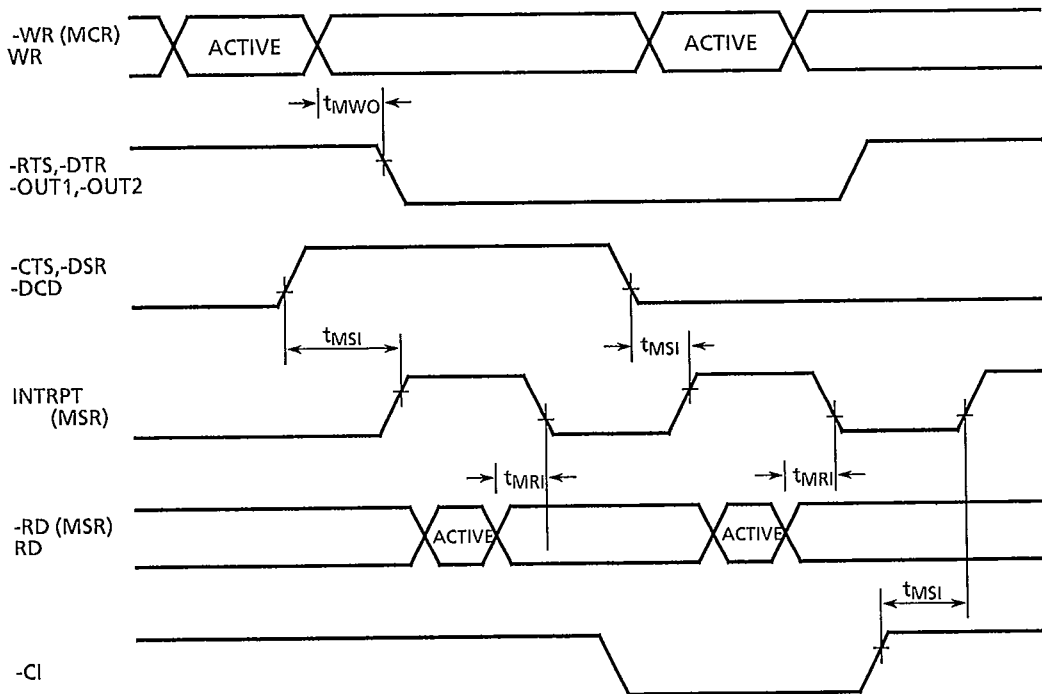 -WR (MCR)
WR
ACTIVE
ACTIVE
tMWO
-RTS,-DTR
-OUT1,-OUT2
-CTS,-DSR
-DCD
tMSI
tMSI
INTRPT
(MSR)
tMRI
tMRI
-RD (MSR)
RD
ACTIVE
ACTIVE
tMSI
-CI